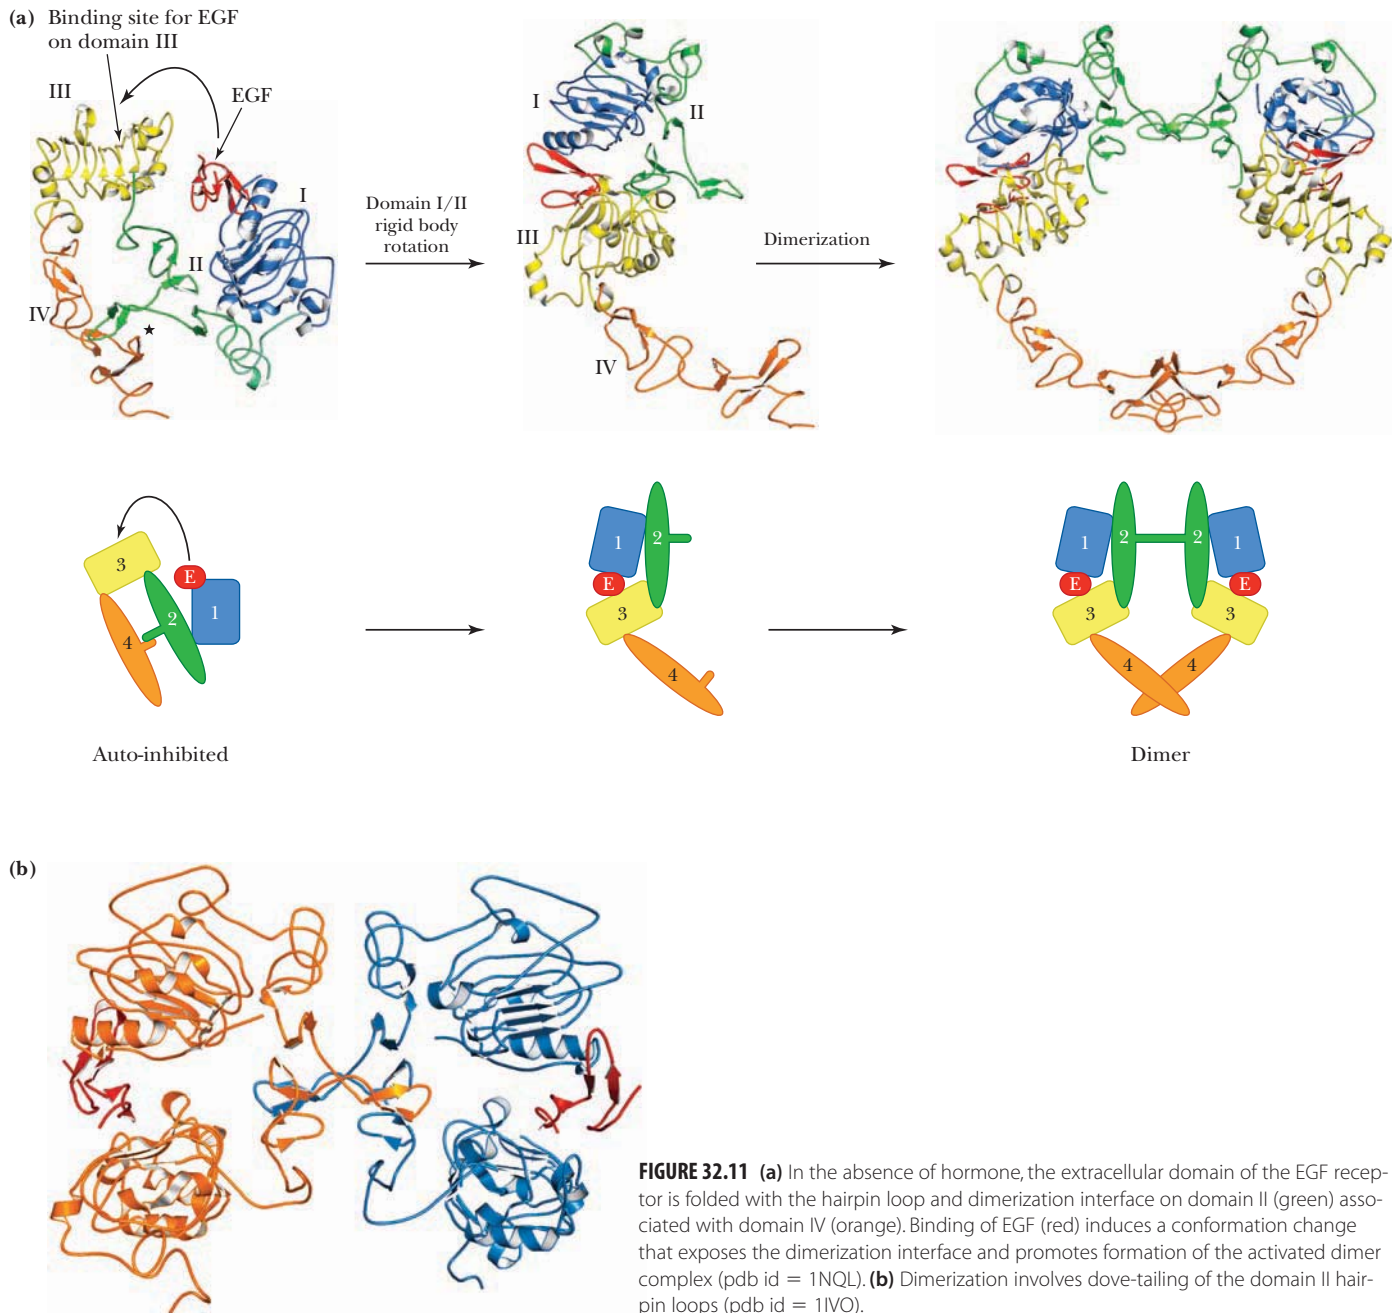 (a) Binding site for EGF
on domain III
III
EGF
I
II
IV
★
Domain I/II
rigid body
rotation
I
II
III
IV
Dimerization
3
E
2
1
4
Auto-inhibited
1
2
E
3
4
1
2
2
1
E
E
3
3
4
4
Dimer
(b)
FIGURE 32.11 (a) In the absence of hormone, the extracellular domain of the EGF recep-
tor is folded with the hairpin loop and dimerization interface on domain II (green) asso-
ciated with domain IV (orange). Binding of EGF (red) induces a conformation change
that exposes the dimerization interface and promotes formation of the activated dimer
complex (pdb id = 1NQL). (b) Dimerization involves dove-tailing of the domain II hair-
pin loops (pdb id = 1IVO).